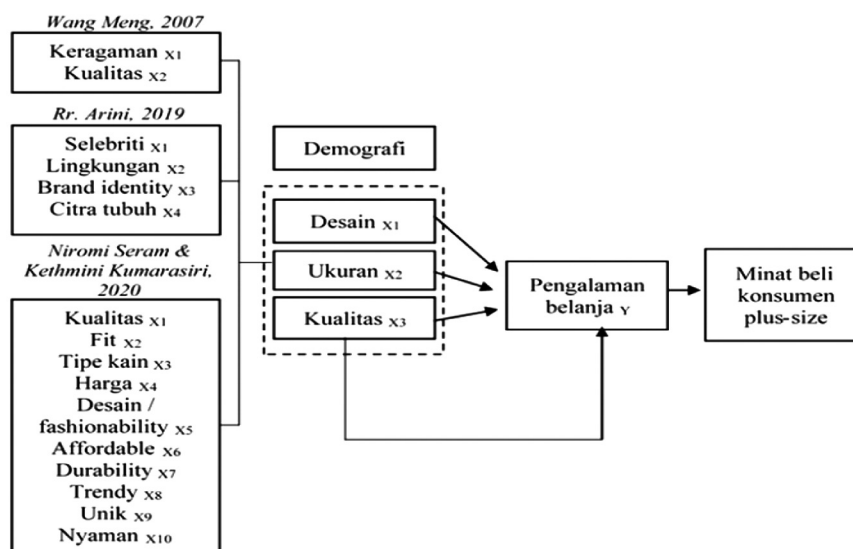 Wang Meng, 2007
Keragaman X1
Kualitas X2
Rr. Arini, 2019
Selebriti X1
Lingkungan X2
Brand identity X3
Citra tubuh X4
Niromi Seram &
Kethmini Kumarasiri,
2020
Kualitas X1
Fit X2
Tipe kain X3
Harga X4
Desain /
fashionability X5
Affordable X6
Durability X7
Trendy X8
Unik X9
Nyaman X10
Demografi
Desain X1
Ukuran X2
Kualitas X3
Pengalaman
belanja Y
Minat beli
konsumen
plus-size